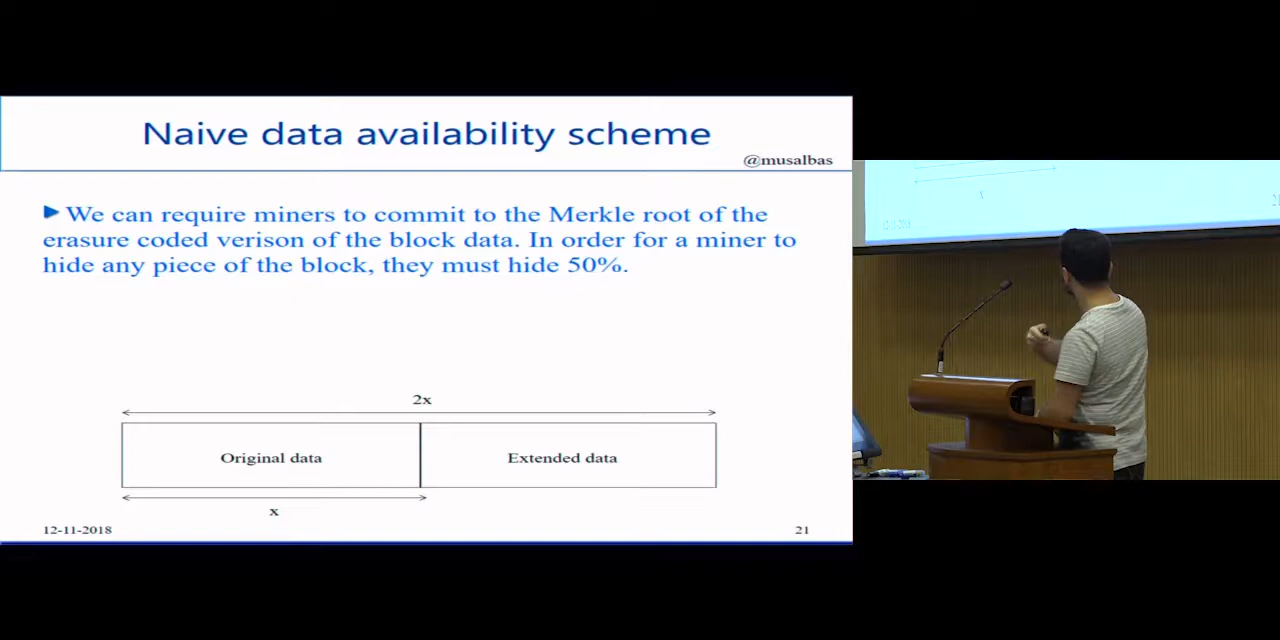 Naive data availability scheme
@musalbas
We can require miners to commit to the Merkle root of the
erasure coded verison of the block data. In order for a miner to
hide any piece of the block, they must hide 50%.
2x
Original data
Extended data
x
12-11-2018
21
x
21